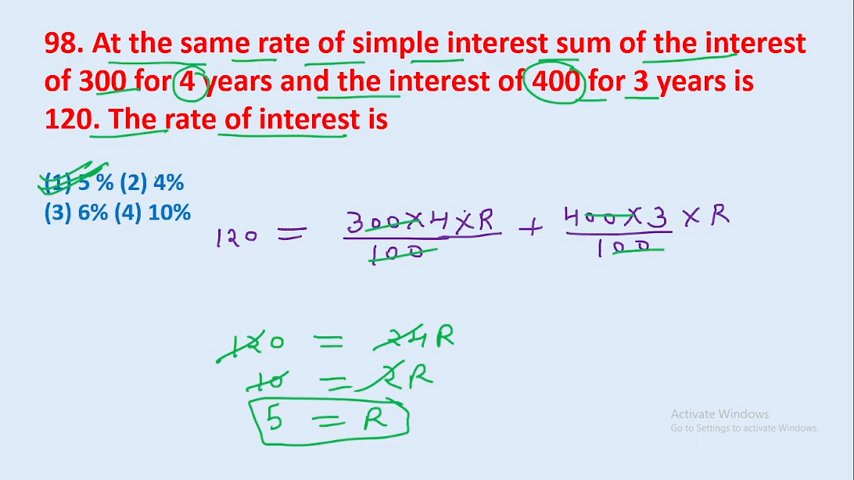 98. At the same rate of simple interest sum of the interest
of 300 for 4 years and the interest of 400 for 3 years is
120. The rate of interest is
(1) 5 % (2) 4%
(3) 6% (4) 10%
120 = 300×4×R/100 + 400×3/100 × R
120 = 24R
10 = 2R
5 = R
Activate Windows
Go to Settings to activate Windows.